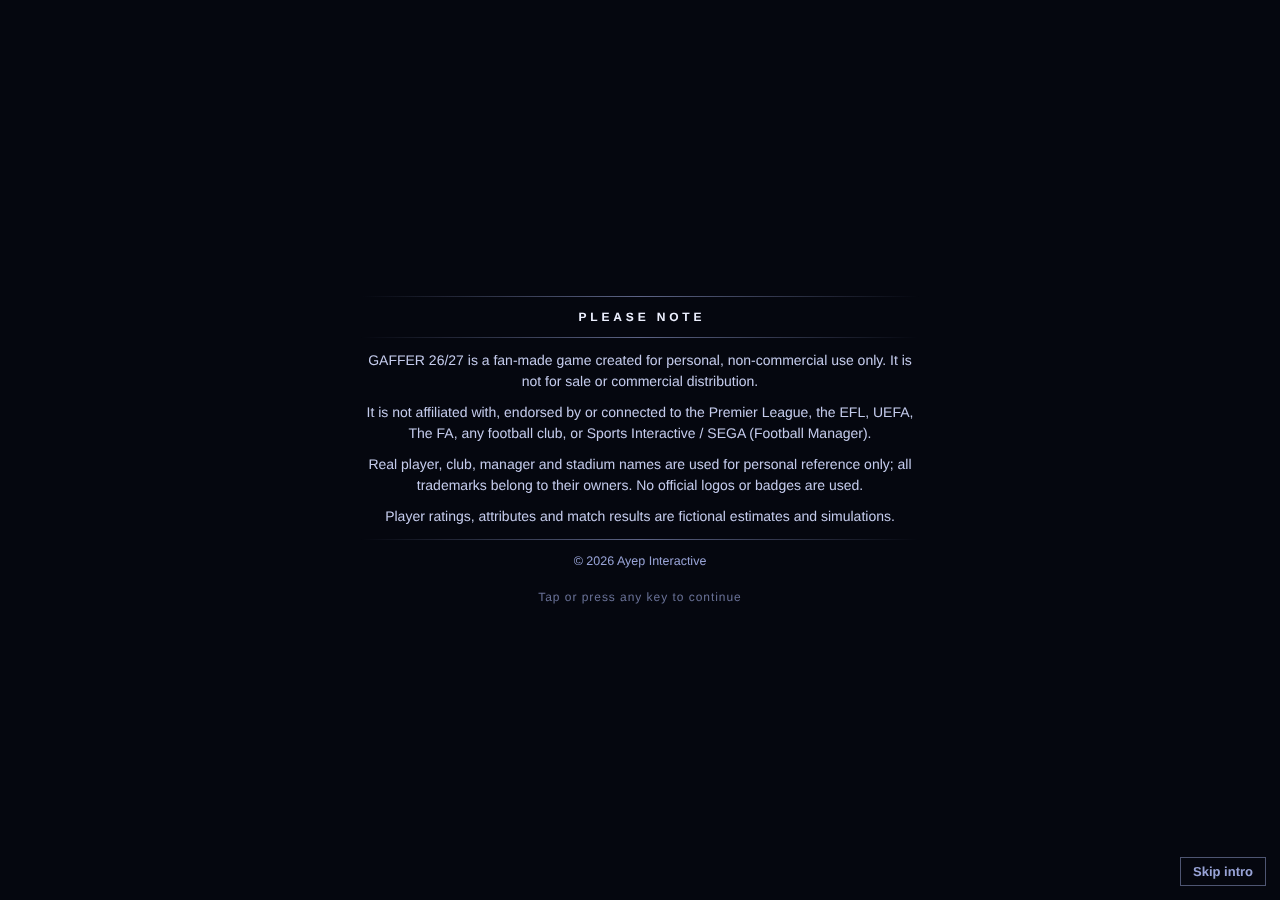 PLEASE NOTE
GAFFER 26/27 is a fan-made game created for personal, non-commercial use only. It is
not for sale or commercial distribution.
It is not affiliated with, endorsed by or connected to the Premier League, the EFL, UEFA,
The FA, any football club, or Sports Interactive / SEGA (Football Manager).
Real player, club, manager and stadium names are used for personal reference only; all
trademarks belong to their owners. No official logos or badges are used.
Player ratings, attributes and match results are fictional estimates and simulations.
© 2026 Ayep Interactive
Tap or press any key to continue
Skip intro